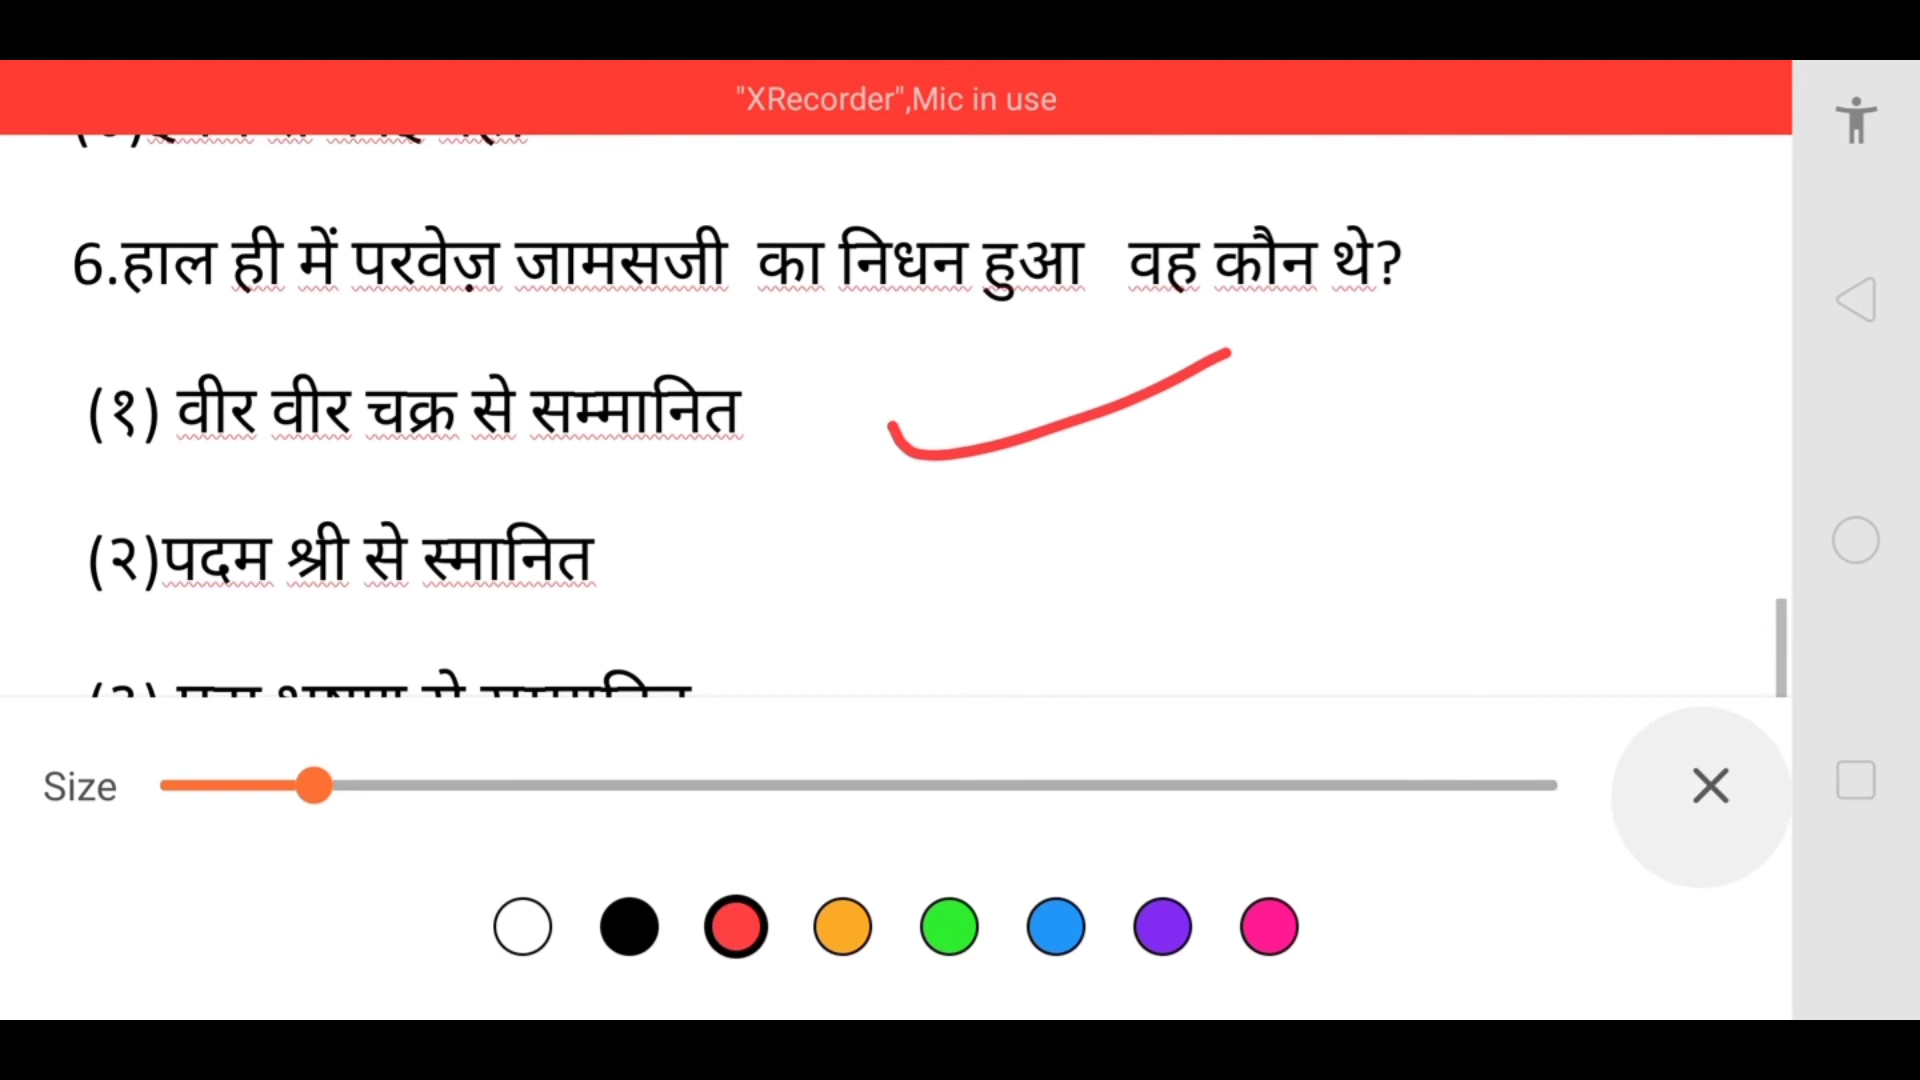 "XRecorder",Mic in use
6.हाल ही में परवेज़ जामसजी का निधन हुआ वह कौन थे?
(१) वीर वीर चक्र से सम्मानित
(२)पदम श्री से स्मानित
Size